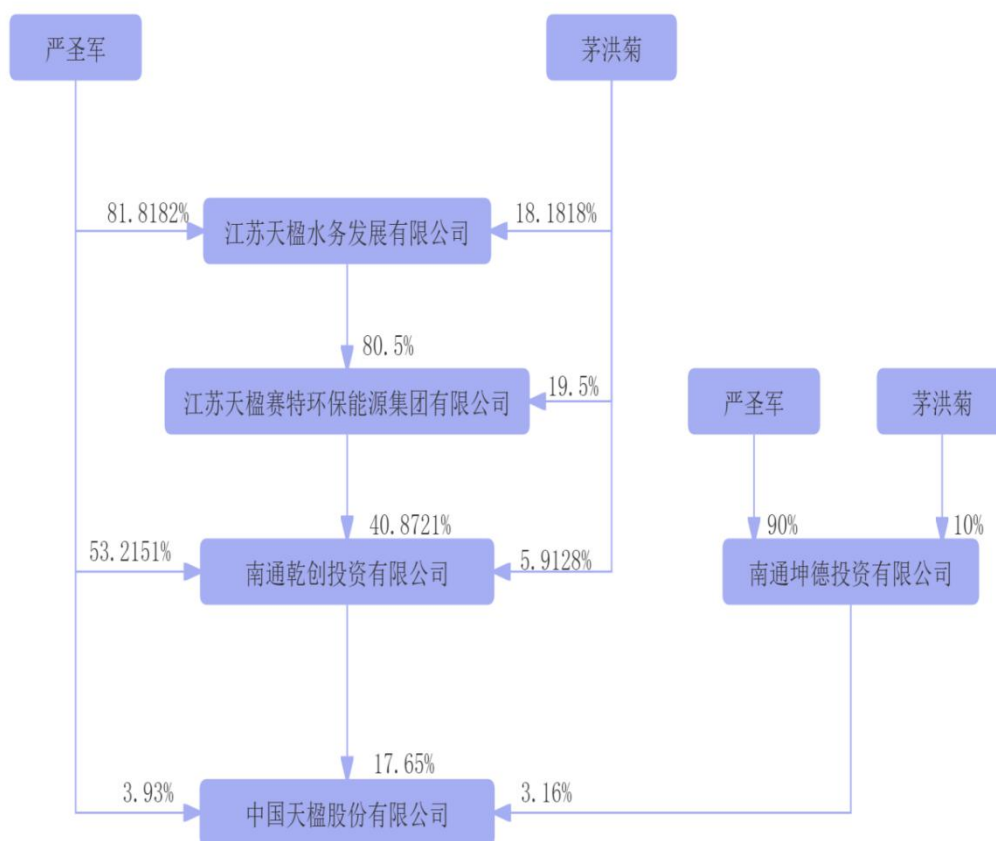 严圣军
茅洪菊
81.8182%
18.1818%
江苏天楹水务发展有限公司
80.5%
江苏天楹赛特环保能源集团有限公司
19.5%
严圣军
茅洪菊
40.8721%
90%
10%
53.2151%
南通乾创投资有限公司
5.9128%
南通坤德投资有限公司
17.65%
3.93%
3.16%
中国天楹股份有限公司